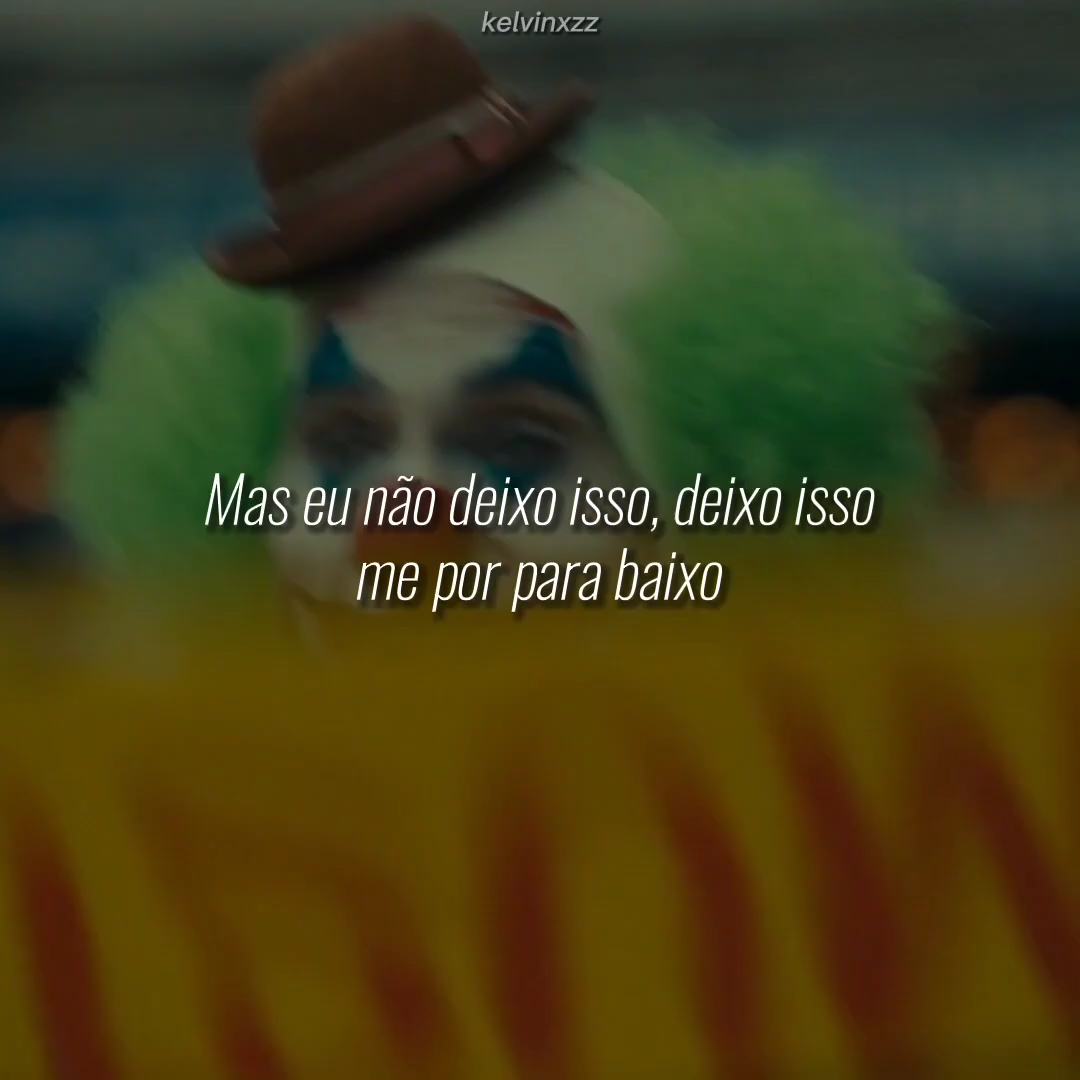 kelvinxzz
Mas eu não deixo isso, deixo isso
me por para baixo